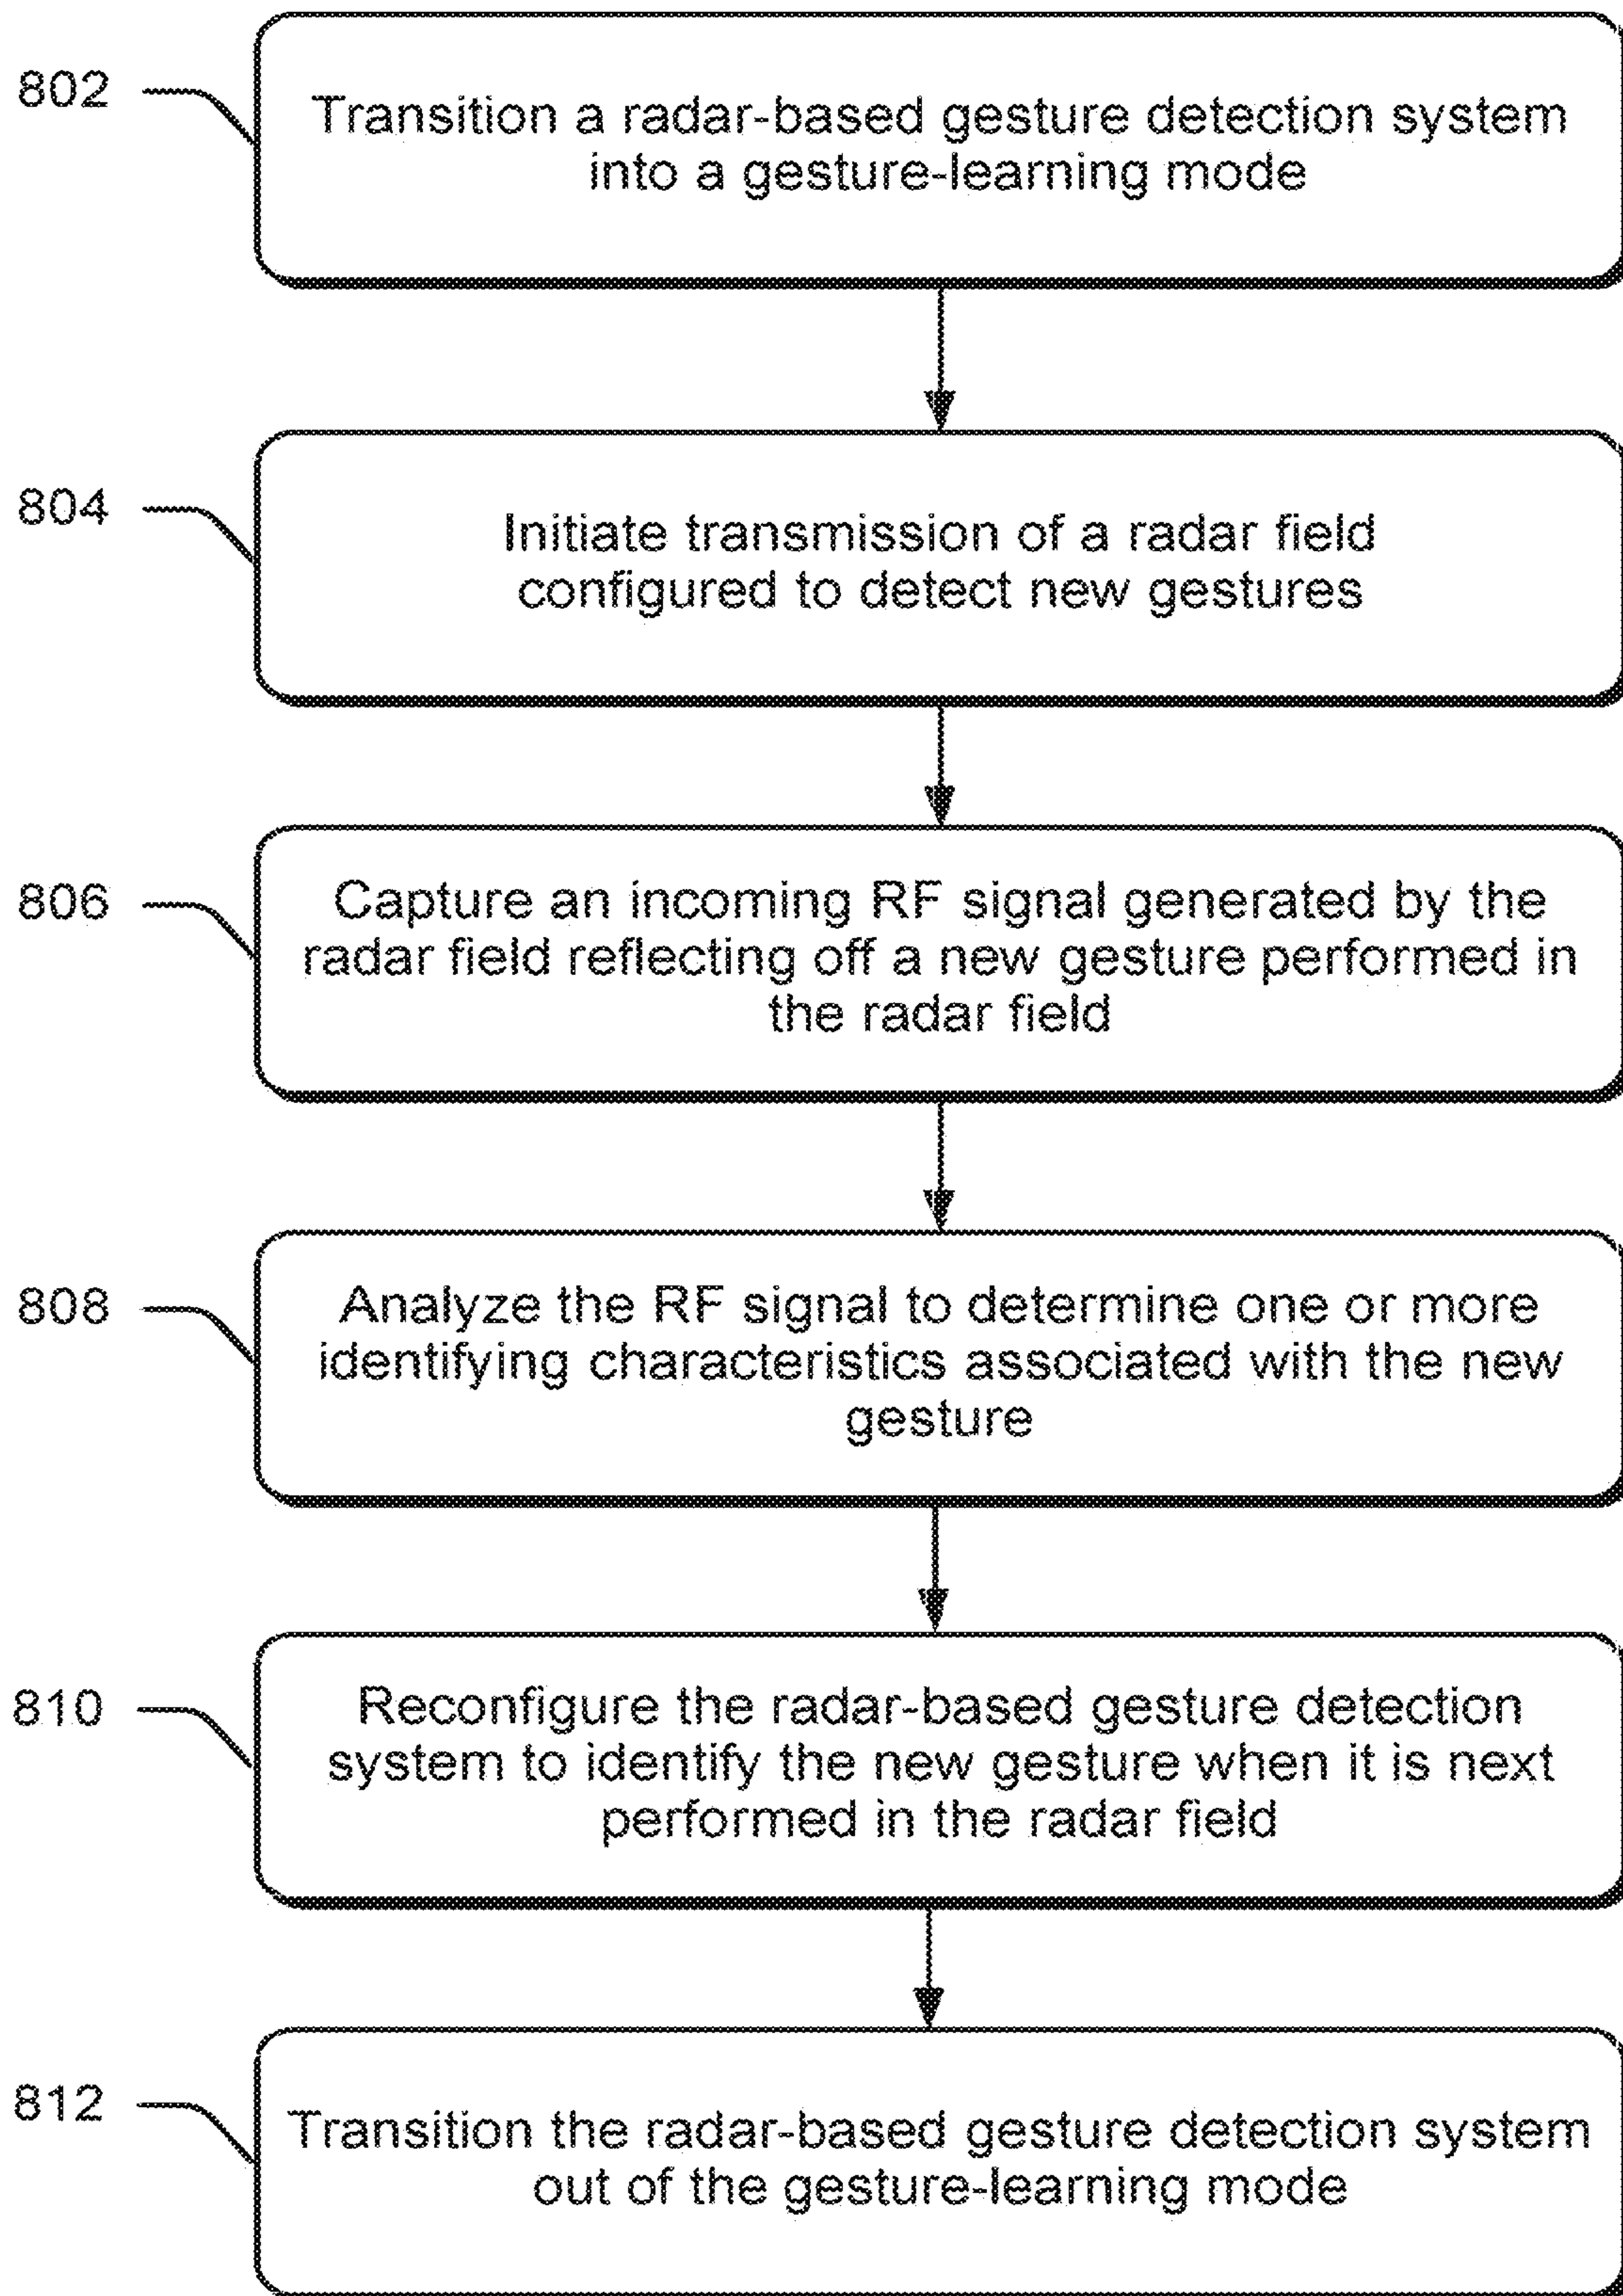 802
Transition a radar-based gesture detection system
into a gesture-learning mode
804
Initiate transmission of a radar field
configured to detect new gestures
806
Capture an incoming RF signal generated by the
radar field reflecting off a new gesture performed in
the radar field
808
Analyze the RF signal to determine one or more
identifying characteristics associated with the new
gesture
810
Reconfigure the radar-based gesture detection
system to identify the new gesture when it is next
performed in the radar field
812
Transition the radar-based gesture detection system
out of the gesture-learning mode